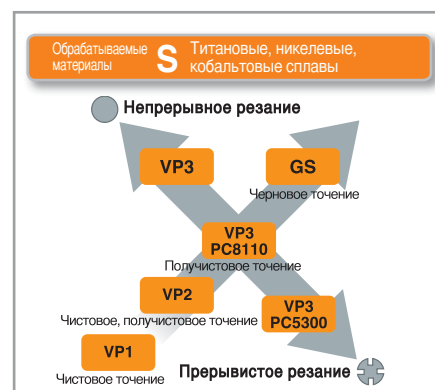 Обрабатываемые
материалы
S
Титановые, никелевые,
кобальтовые сплавы
Непрерывное резание
VP3
GS
Черновое точение
VP3
PC8110
Получистовое точение
VP2
Чистовое, получистовое точение
VP3
PC5300
VP1
Чистовое точение
Прерывистое резание